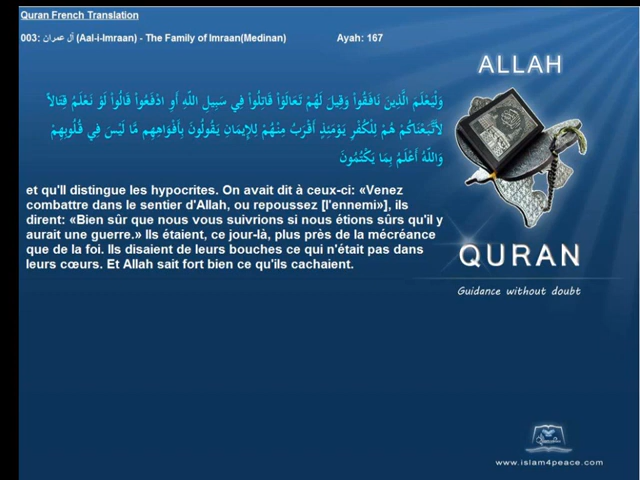 Quran French Translation
003: آل عمران (Aal-i-Imraan) - The Family of Imraan(Medinan) Ayah: 167
وَلْيَعْلَمَ الَّذِينَ نَافَقُواْ وَقِيلَ لَهُمْ تَعَالَوْاْ قَاتِلُواْ فِي سَبِيلِ اللّهِ أَوِ ادْفَعُواْ قَالُواْ لَوْ نَعْلَمُ قِتَالاً
لاَّتَّبَعْنَاكُمْ هُمْ لِلْكُفْرِ يَوْمَئِذٍ أَقْرَبُ مِنْهُمْ لِلإِيمَانِ يَقُولُونَ بِأَفْوَاهِهِم مَّا لَيْسَ فِي قُلُوبِهِمْ
وَاللّهُ أَعْلَمُ بِمَا يَكْتُمُونَ
et qu'Il distingue les hypocrites. On avait dit à ceux-ci: «Venez
combattre dans le sentier d'Allah, ou repoussez [l'ennemi»], ils
dirent: «Bien sûr que nous vous suivrions si nous étions sûrs qu'il y
aurait une guerre.» Ils étaient, ce jour-là, plus près de la mécréance
que de la foi. Ils disaient de leurs bouches ce qui n'était pas dans
leurs cœurs. Et Allah sait fort bien ce qu'ils cachaient.
ALLAH
QURAN
Guidance without doubt
www.islam4peace.com